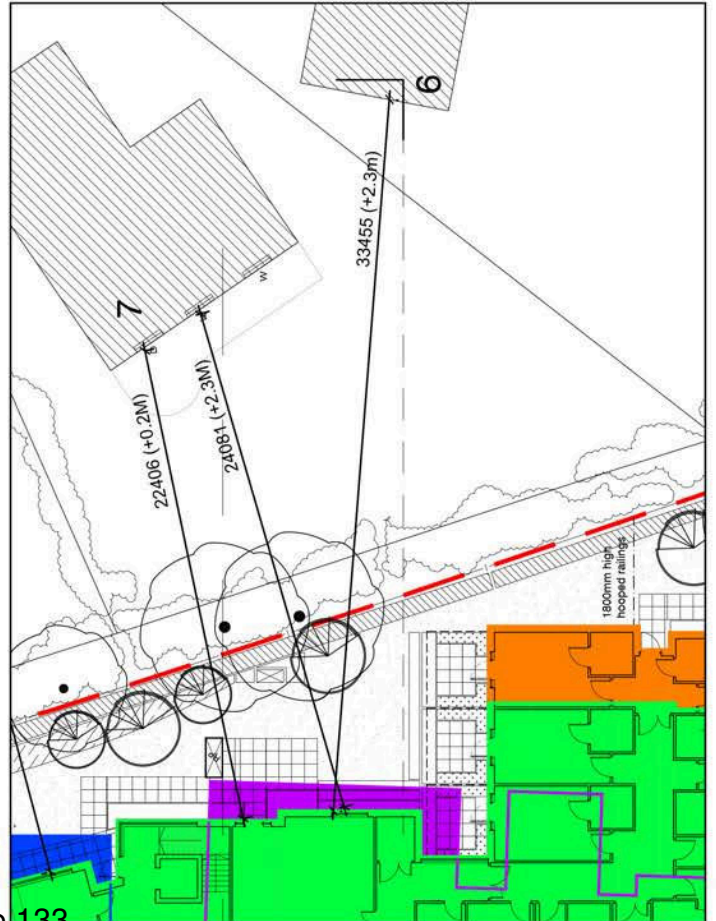 6
7
33455 (+2.3m)
W
22406 (+0.2M)
24081 (+2.3M)
1800mm high
hooped railings
133